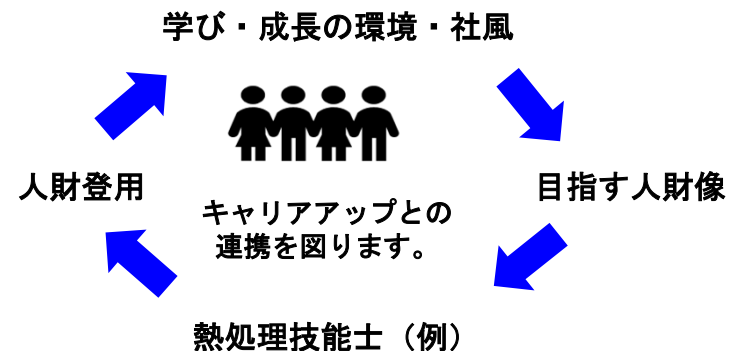 学び・成長の環境・社風
人財登用
目指す人財像
キャリアアップとの
連携を図ります。
熱処理技能士（例）